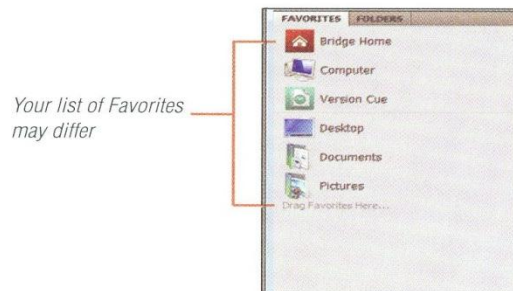 FAVORITES FOLDERS
Bridge Home
Computer
Version Cue
Desktop
Documents
Pictures
Drag Favorites Here...
Your list of Favorites
may differ